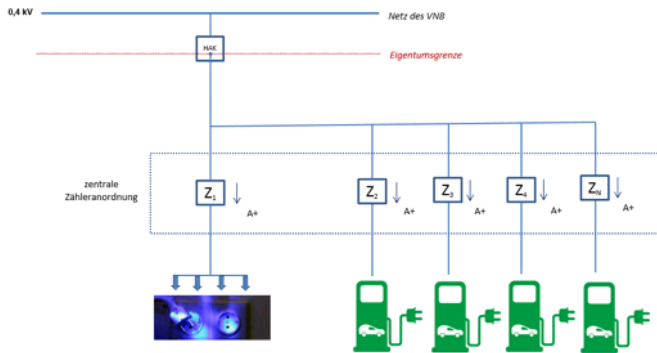 0,4 kV
Netz des VNB
HAK
Eigentumsgrenze
zentrale
Zähleranordnung
Z1
A+
Z2
A+
Z3
A+
Z4
A+
ZN
A+